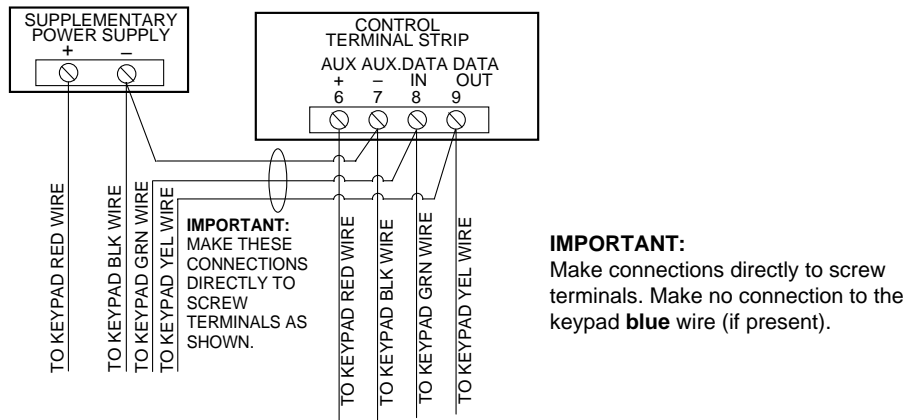 SUPPLEMENTARY
POWER SUPPLY
+ –
CONTROL
TERMINAL STRIP
AUX AUX.DATA DATA
+ – IN OUT
6 7 8 9
TO KEYPAD RED WIRE
TO KEYPAD BLK WIRE
TO KEYPAD GRN WIRE
TO KEYPAD YEL WIRE
IMPORTANT:
MAKE THESE
CONNECTIONS
DIRECTLY TO
SCREW
TERMINALS AS
SHOWN.
TO KEYPAD RED WIRE
TO KEYPAD BLK WIRE
TO KEYPAD GRN WIRE
TO KEYPAD YEL WIRE
IMPORTANT:
Make connections directly to screw
terminals. Make no connection to the
keypad blue wire (if present).